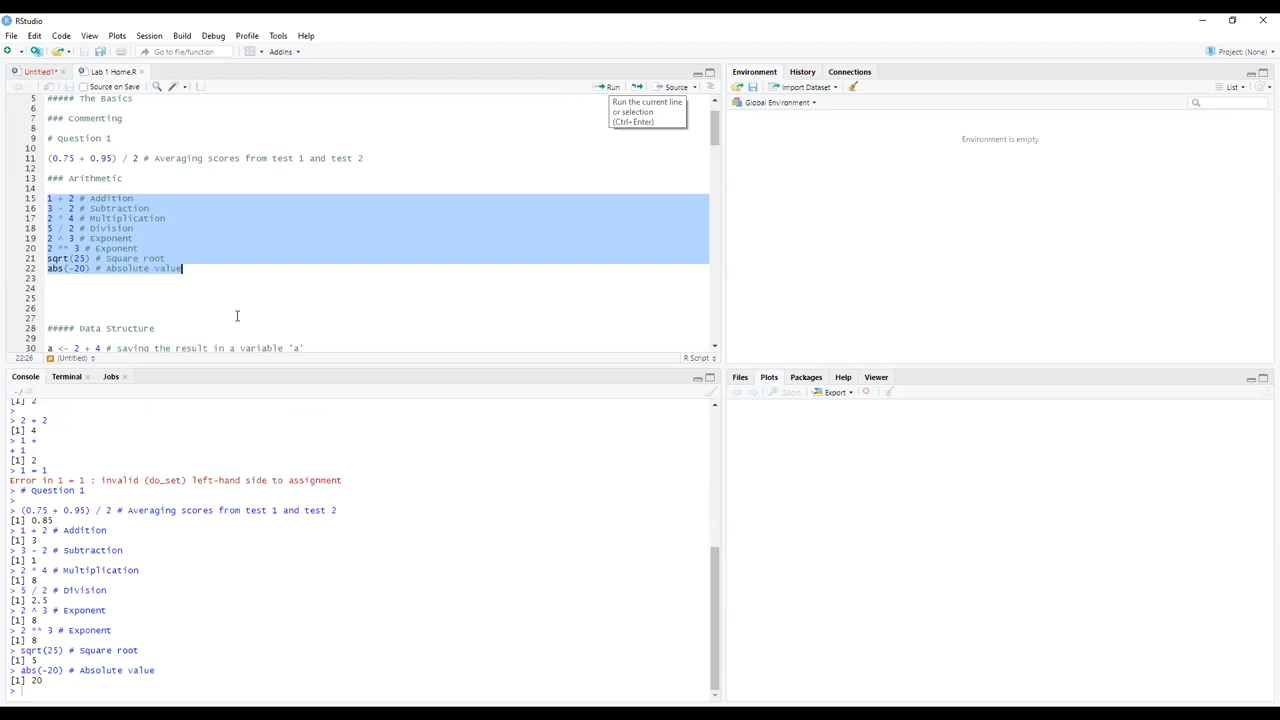 RStudio
File Edit Code View Plots Session Build Debug Profile Tools Help
Go to file/function Addins Project: (None)
Untitled1* Lab 1 Home.R
Source on Save Run Source
Run the current line
or selection
(Ctrl+Enter)
5 ##### The Basics
6
7 ### Commenting
8
9 # Question 1
10
11 (0.75 + 0.95) / 2 # Averaging scores from test 1 and test 2
12
13 ### Arithmetic
14
15 1 + 2 # Addition
16 3 - 2 # Subtraction
17 2 * 4 # Multiplication
18 5 / 2 # Division
19 2 ^ 3 # Exponent
20 2 ** 3 # Exponent
21 sqrt(25) # Square root
22 abs(-20) # Absolute value
23
24
25
26
27
28 ##### Data Structure
29
30 a <- 2 + 4 # saving the result in a variable 'a'
22:26 (Untitled) R Script
Console Terminal Jobs
~/
[1] 2
>
> 2 + 2
[1] 4
> 1 +
+ 1
[1] 2
> 1 = 1
Error in 1 = 1 : invalid (do_set) left-hand side to assignment
> # Question 1
>
> (0.75 + 0.95) / 2 # Averaging scores from test 1 and test 2
[1] 0.85
> 1 + 2 # Addition
[1] 3
> 3 - 2 # Subtraction
[1] 1
> 2 * 4 # Multiplication
[1] 8
> 5 / 2 # Division
[1] 2.5
> 2 ^ 3 # Exponent
[1] 8
> 2 ** 3 # Exponent
[1] 8
> sqrt(25) # Square root
[1] 5
> abs(-20) # Absolute value
[1] 20
>
Environment History Connections
Import Dataset List
Global Environment
Environment is empty
Files Plots Packages Help Viewer
Zoom Export